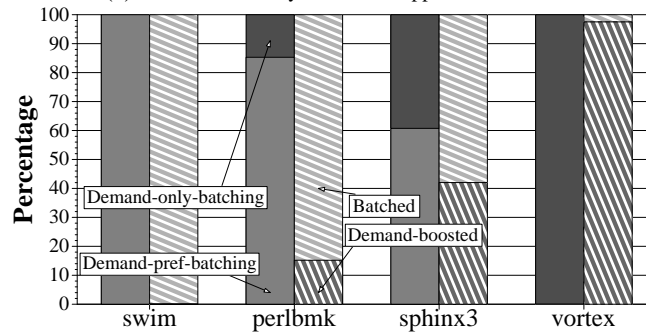 100
90
80
70
60
50
40
30
20
10
0
Percentage
Demand-only-batching
Batched
Demand-boosted
Demand-pref-batching
swim perlbmk sphinx3 vortex